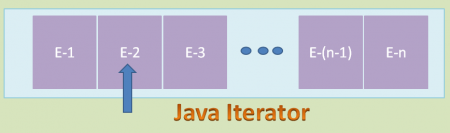 E-1 E-2 E-3 E-(n-1) E-n
Java Iterator